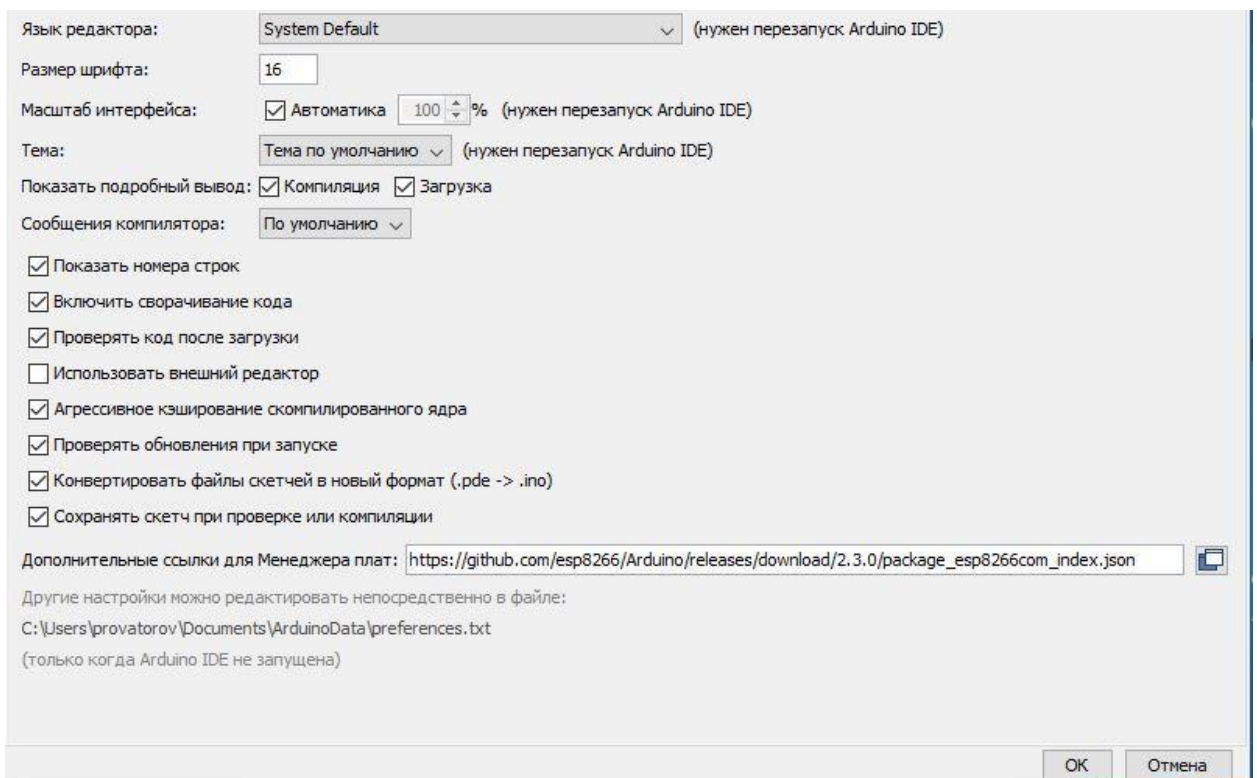 Язык редактора: System Default (нужен перезапуск Arduino IDE)
Размер шрифта: 16
Масштаб интерфейса: Автоматика 100 % (нужен перезапуск Arduino IDE)
Тема: Тема по умолчанию (нужен перезапуск Arduino IDE)
Показать подробный вывод: Компиляция Загрузка
Сообщения компилятора: По умолчанию
Показать номера строк
Включить сворачивание кода
Проверять код после загрузки
Использовать внешний редактор
Агрессивное кэширование скомпилированного ядра
Проверять обновления при запуске
Конвертировать файлы скетчей в новый формат (.pde -> .ino)
Сохранять скетч при проверке или компиляции
Дополнительные ссылки для Менеджера плат: https://github.com/esp8266/Arduino/releases/download/2.3.0/package_esp8266com_index.json
Другие настройки можно редактировать непосредственно в файле:
C:\Users\provatorov\Documents\ArduinoData\preferences.txt
(только когда Arduino IDE не запущена)
OK Отмена